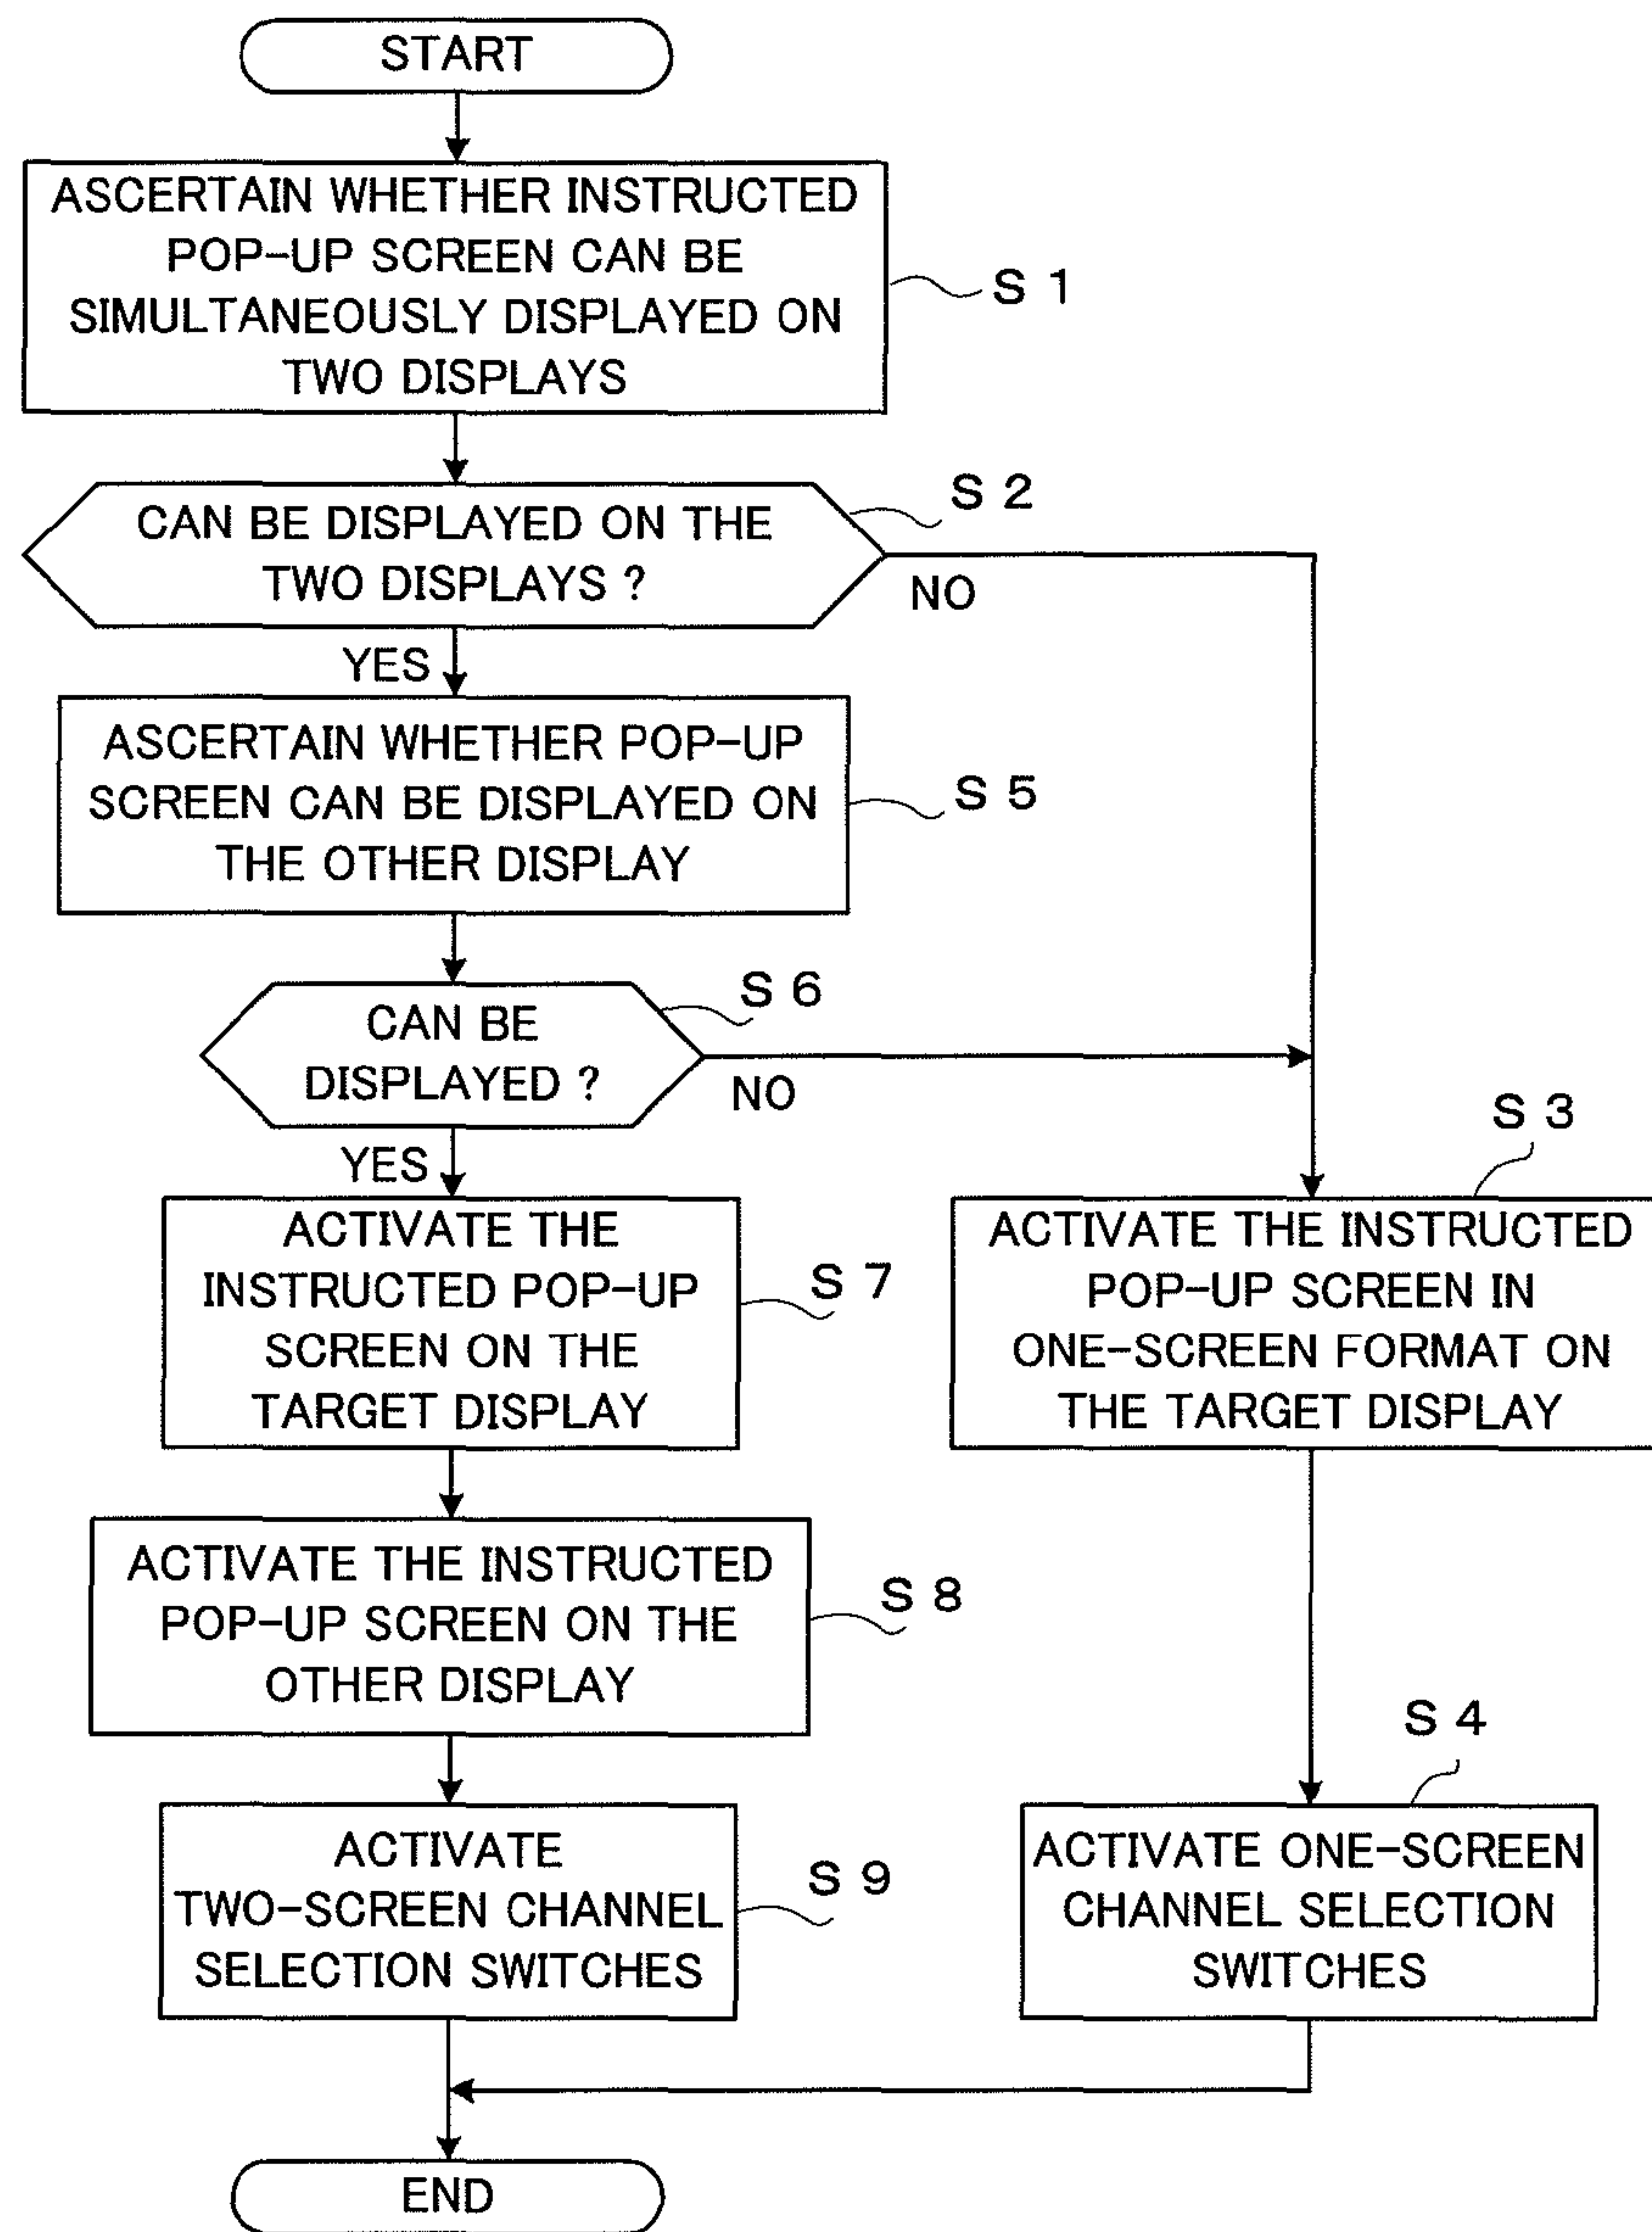 START
ASCERTAIN WHETHER INSTRUCTED
POP-UP SCREEN CAN BE
SIMULTANEOUSLY DISPLAYED ON
TWO DISPLAYS
S 1
CAN BE DISPLAYED ON THE
TWO DISPLAYS ?
S 2
NO
YES
ASCERTAIN WHETHER POP-UP
SCREEN CAN BE DISPLAYED ON
THE OTHER DISPLAY
S 5
CAN BE
DISPLAYED ?
S 6
NO
YES
ACTIVATE THE
INSTRUCTED POP-UP
SCREEN ON THE
TARGET DISPLAY
S 7
ACTIVATE THE INSTRUCTED
POP-UP SCREEN IN
ONE-SCREEN FORMAT ON
THE TARGET DISPLAY
S 3
ACTIVATE THE INSTRUCTED
POP-UP SCREEN ON THE
OTHER DISPLAY
S 8
ACTIVATE
TWO-SCREEN CHANNEL
SELECTION SWITCHES
S 9
ACTIVATE ONE-SCREEN
CHANNEL SELECTION
SWITCHES
S 4
END